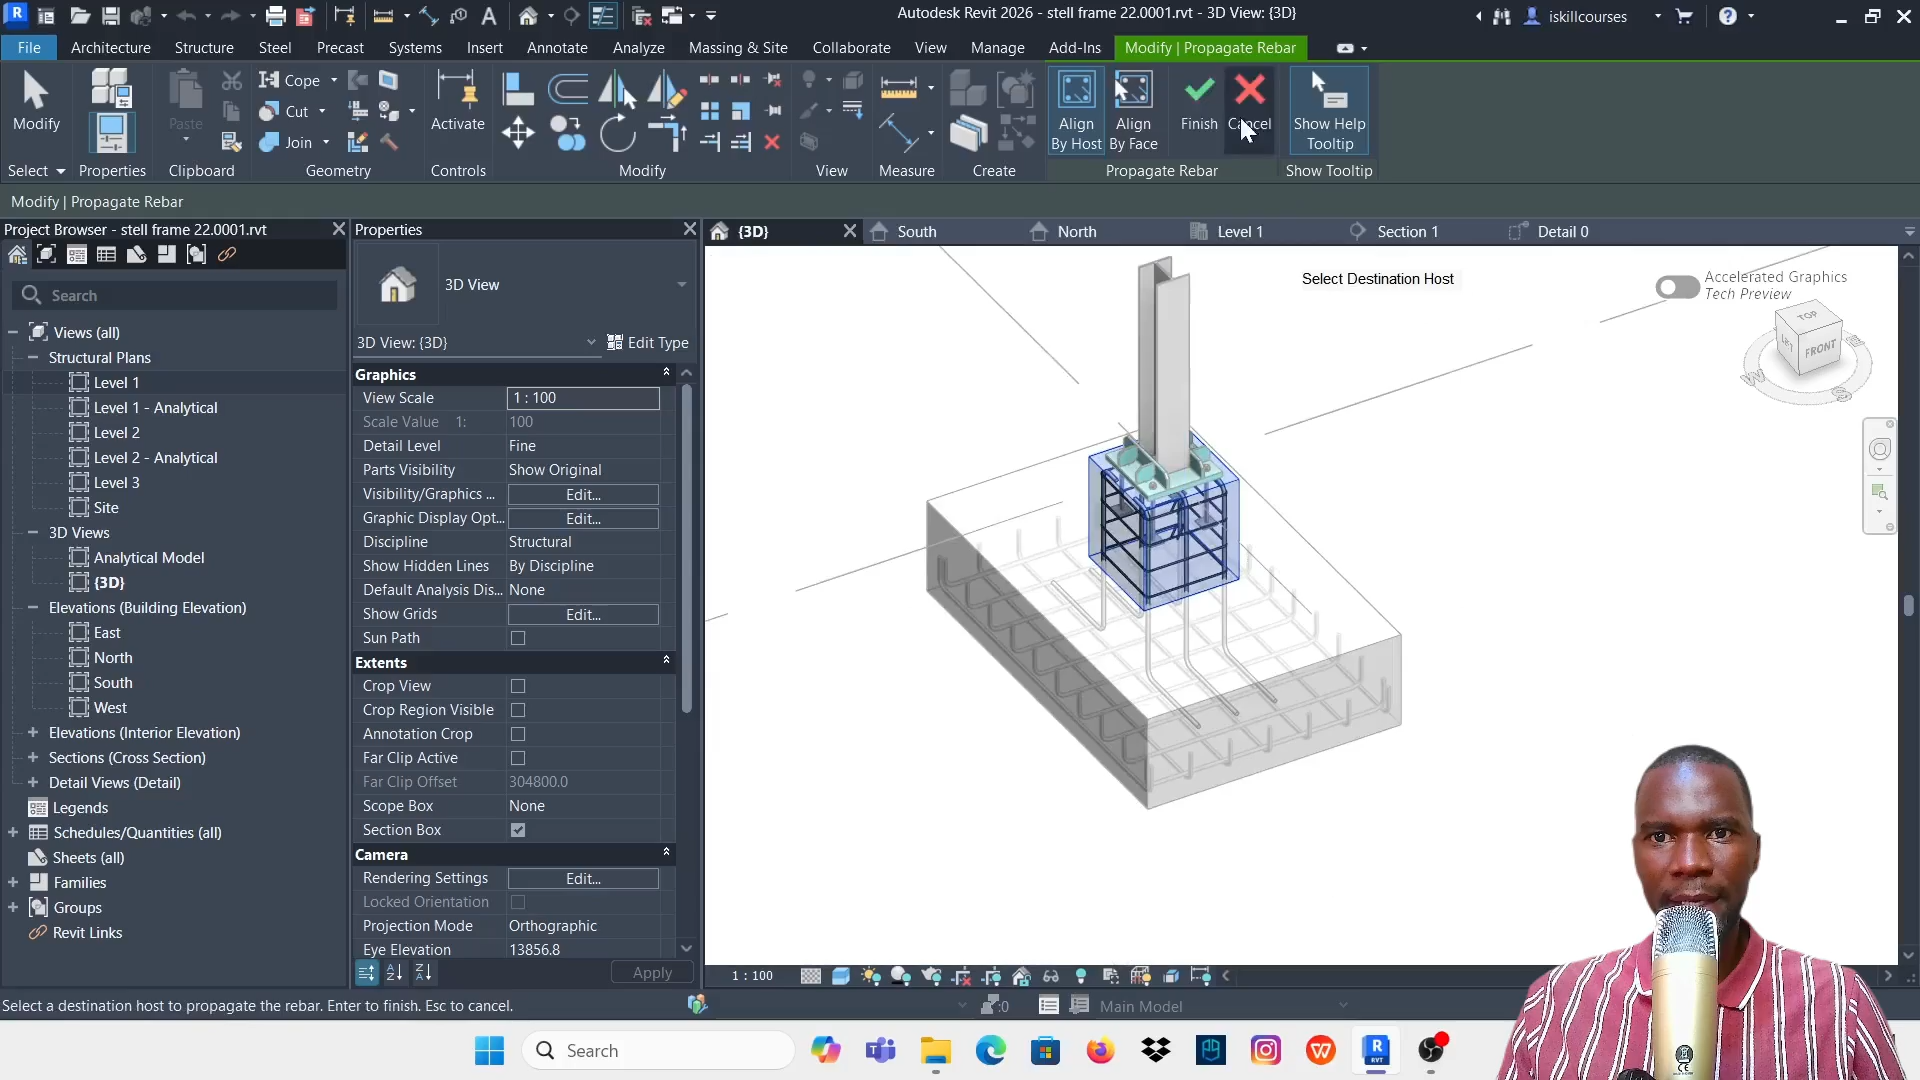 Autodesk Revit 2026 - stell frame 22.0001.rvt - 3D View: {3D}
iskillcourses
File
Architecture
Structure
Steel
Precast
Systems
Insert
Annotate
Analyze
Massing & Site
Collaborate
View
Manage
Add-Ins
Modify | Propagate Rebar
Modify
Paste
Cope
Cut
Join
Activate
Align
By Host
Align
By Face
Finish
Cancel
Show Help
Tooltip
Select
Properties
Clipboard
Geometry
Controls
Modify
View
Measure
Create
Propagate Rebar
Show Tooltip
Modify | Propagate Rebar
Project Browser - stell frame 22.0001.rvt
Search
Views (all)
Structural Plans
Level 1
Level 1 - Analytical
Level 2
Level 2 - Analytical
Level 3
Site
3D Views
Analytical Model
{3D}
Elevations (Building Elevation)
East
North
South
West
Elevations (Interior Elevation)
Sections (Cross Section)
Detail Views (Detail)
Legends
Schedules/Quantities (all)
Sheets (all)
Families
Groups
Revit Links
Properties
3D View
3D View: {3D}
Edit Type
Graphics
View Scale 1 : 100
Scale Value 1: 100
Detail Level Fine
Parts Visibility Show Original
Visibility/Graphics ... Edit...
Graphic Display Opt... Edit...
Discipline Structural
Show Hidden Lines By Discipline
Default Analysis Dis... None
Show Grids Edit...
Sun Path
Extents
Crop View
Crop Region Visible
Annotation Crop
Far Clip Active
Far Clip Offset 304800.0
Scope Box None
Section Box
Camera
Rendering Settings Edit...
Locked Orientation
Projection Mode Orthographic
Eye Elevation 13856.8
Apply
{3D}
South
North
Level 1
Section 1
Detail 0
Select Destination Host
Accelerated Graphics
Tech Preview
TOP
FRONT
W
S
E
1 : 100
Select a destination host to propagate the rebar. Enter to finish. Esc to cancel.
:0
Main Model
Search